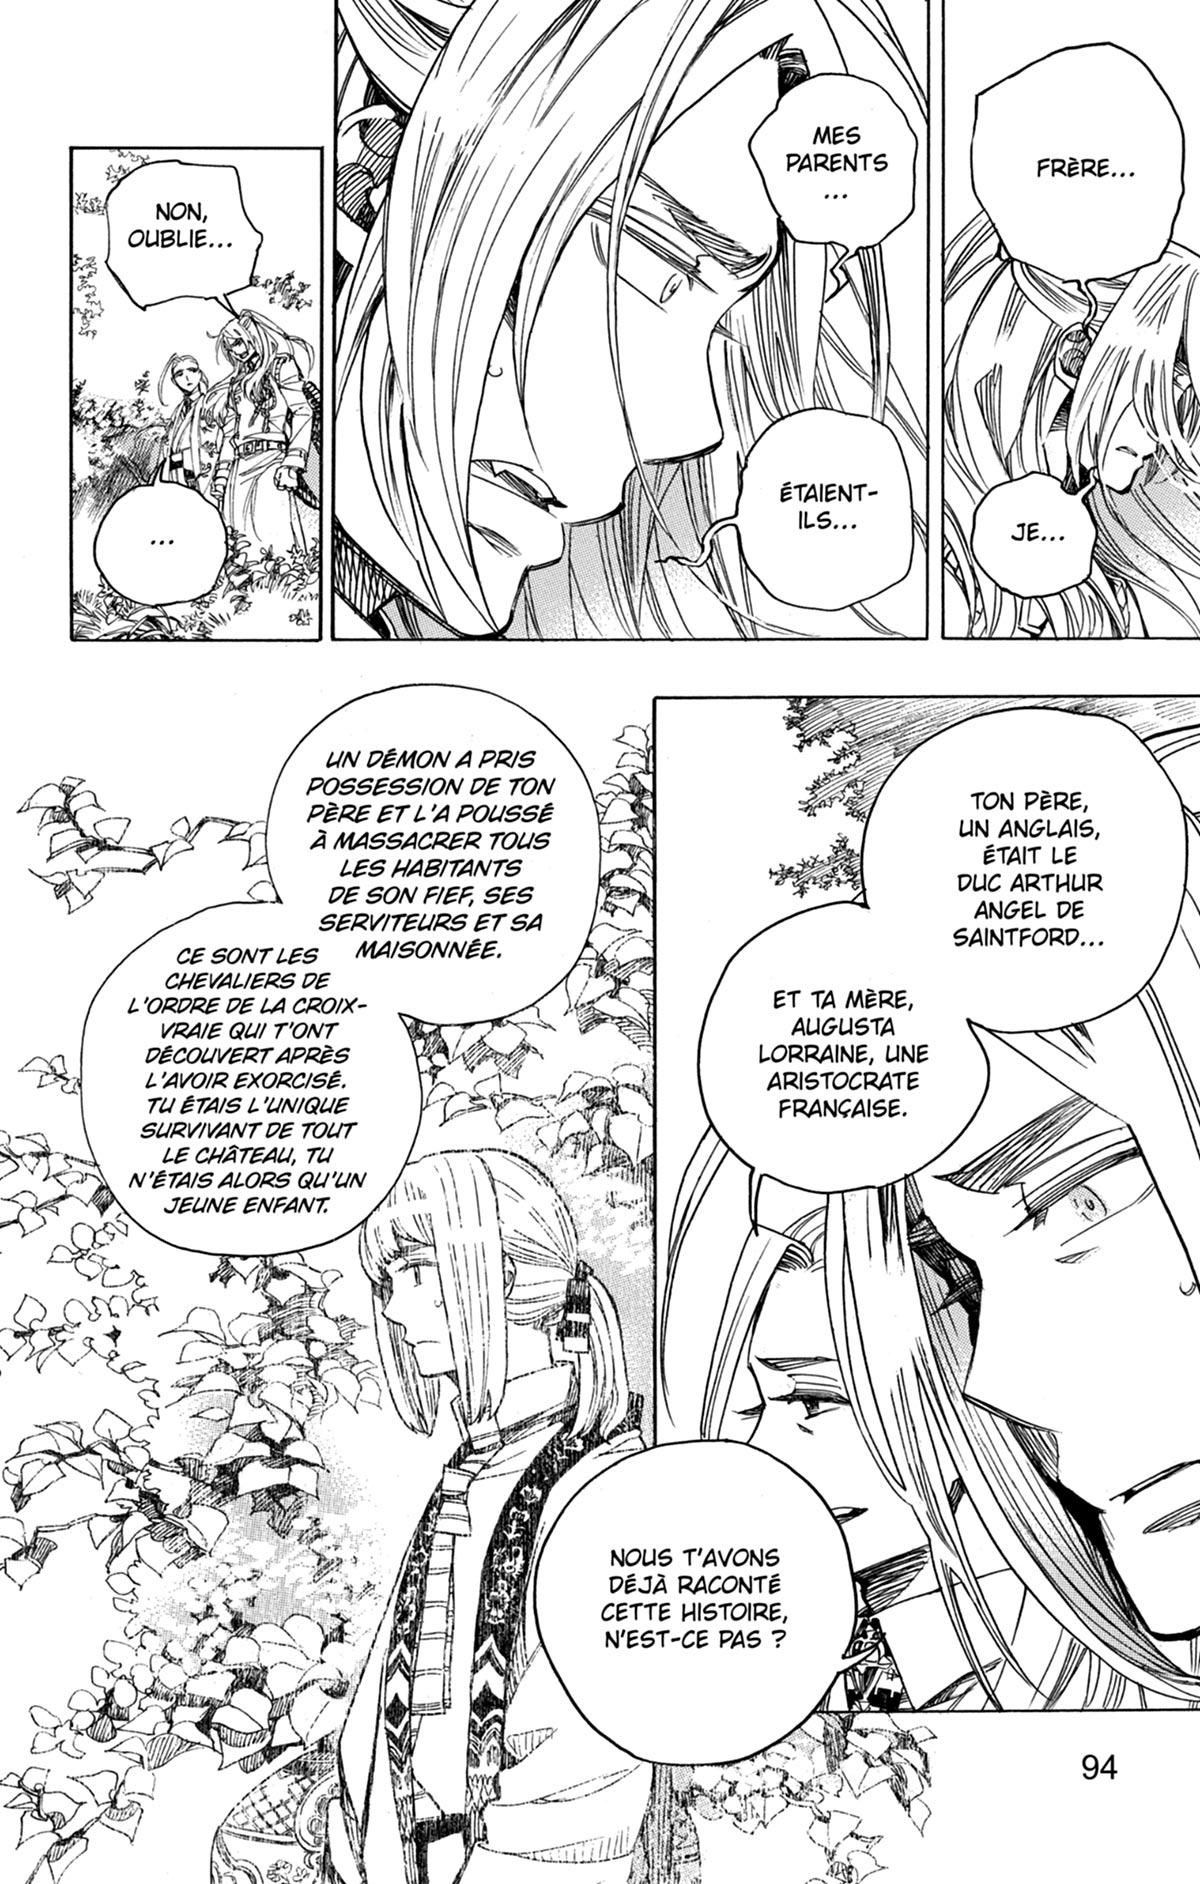 FRÈRE...
JE...
MES
PARENTS
...
ÉTAIENT-
ILS...
NON,
OUBLIE...
...
TON PÈRE,
UN ANGLAIS,
ÉTAIT LE
DUC ARTHUR
ANGEL DE
SAINTFORD...
ET TA MÈRE,
AUGUSTA
LORRAINE, UNE
ARISTOCRATE
FRANÇAISE.
NOUS T'AVONS
DÉJÀ RACONTÉ
CETTE HISTOIRE,
N'EST-CE PAS ?
UN DÉMON A PRIS
POSSESSION DE TON
PÈRE ET L'A POUSSÉ
À MASSACRER TOUS
LES HABITANTS
DE SON FIEF, SES
SERVITEURS ET SA
MAISONNÉE.
CE SONT LES
CHEVALIERS DE
L'ORDRE DE LA CROIX-
VRAIE QUI T'ONT
DÉCOUVERT APRÈS
L'AVOIR EXORCISÉ.
TU ÉTAIS L'UNIQUE
SURVIVANT DE TOUT
LE CHÂTEAU, TU
N'ÉTAIS ALORS QU'UN
JEUNE ENFANT.
94